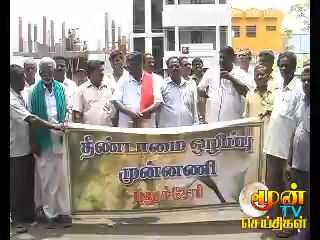 தீண்டாமை ஒழிப்பு
முன்னணி
புதுச்சேரி
மூன்
TV
செய்திகள்